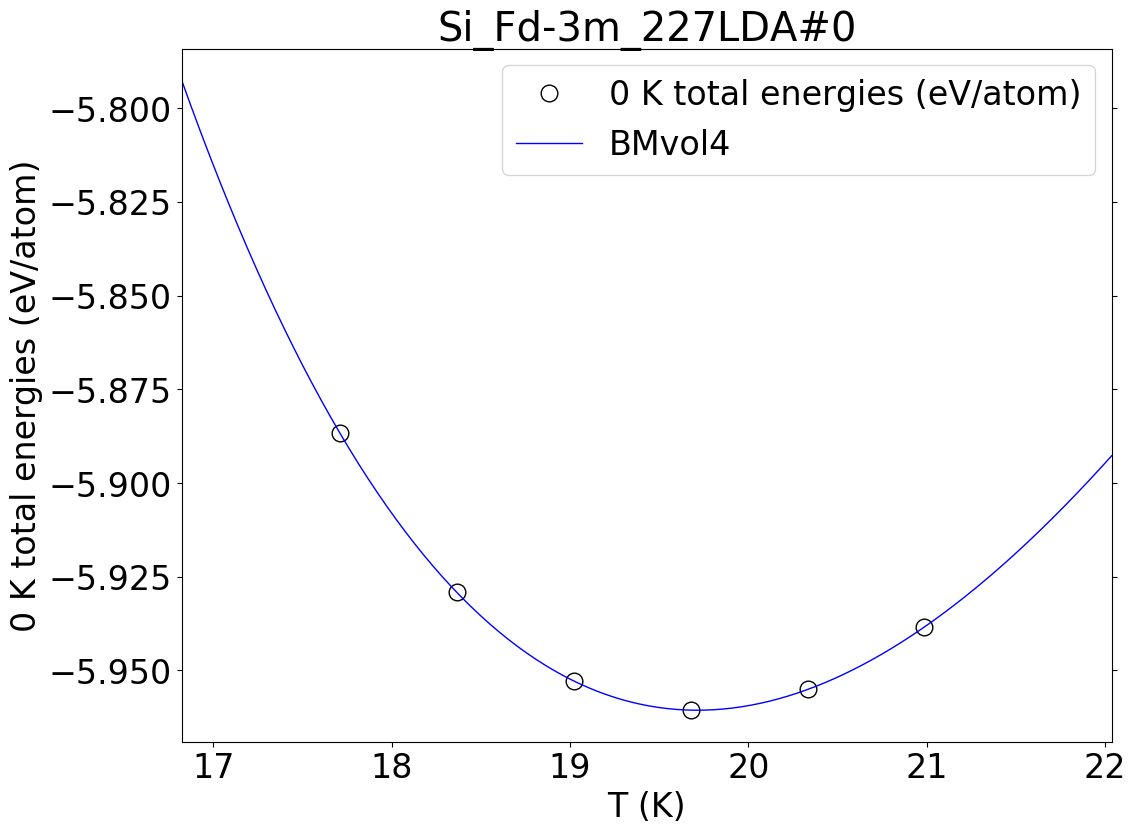 Si_Fd-3m_227LDA#0
0 K total energies (eV/atom)
BMvol4
0 K total energies (eV/atom)
−5.800
−5.825
−5.850
−5.875
−5.900
−5.925
−5.950
17 18 19 20 21 22
T (K)